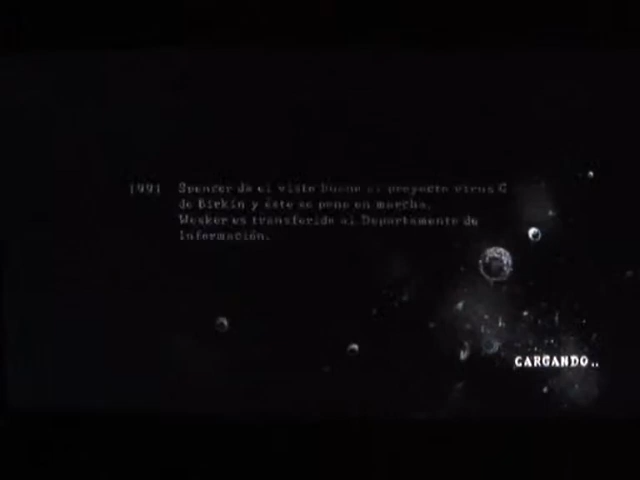 1991 Spencer da el visto bueno al proyecto virus G
de Birkin y éste se pone en marcha.
Wesker es transferido al Departamento de
Información.
CARGANDO..